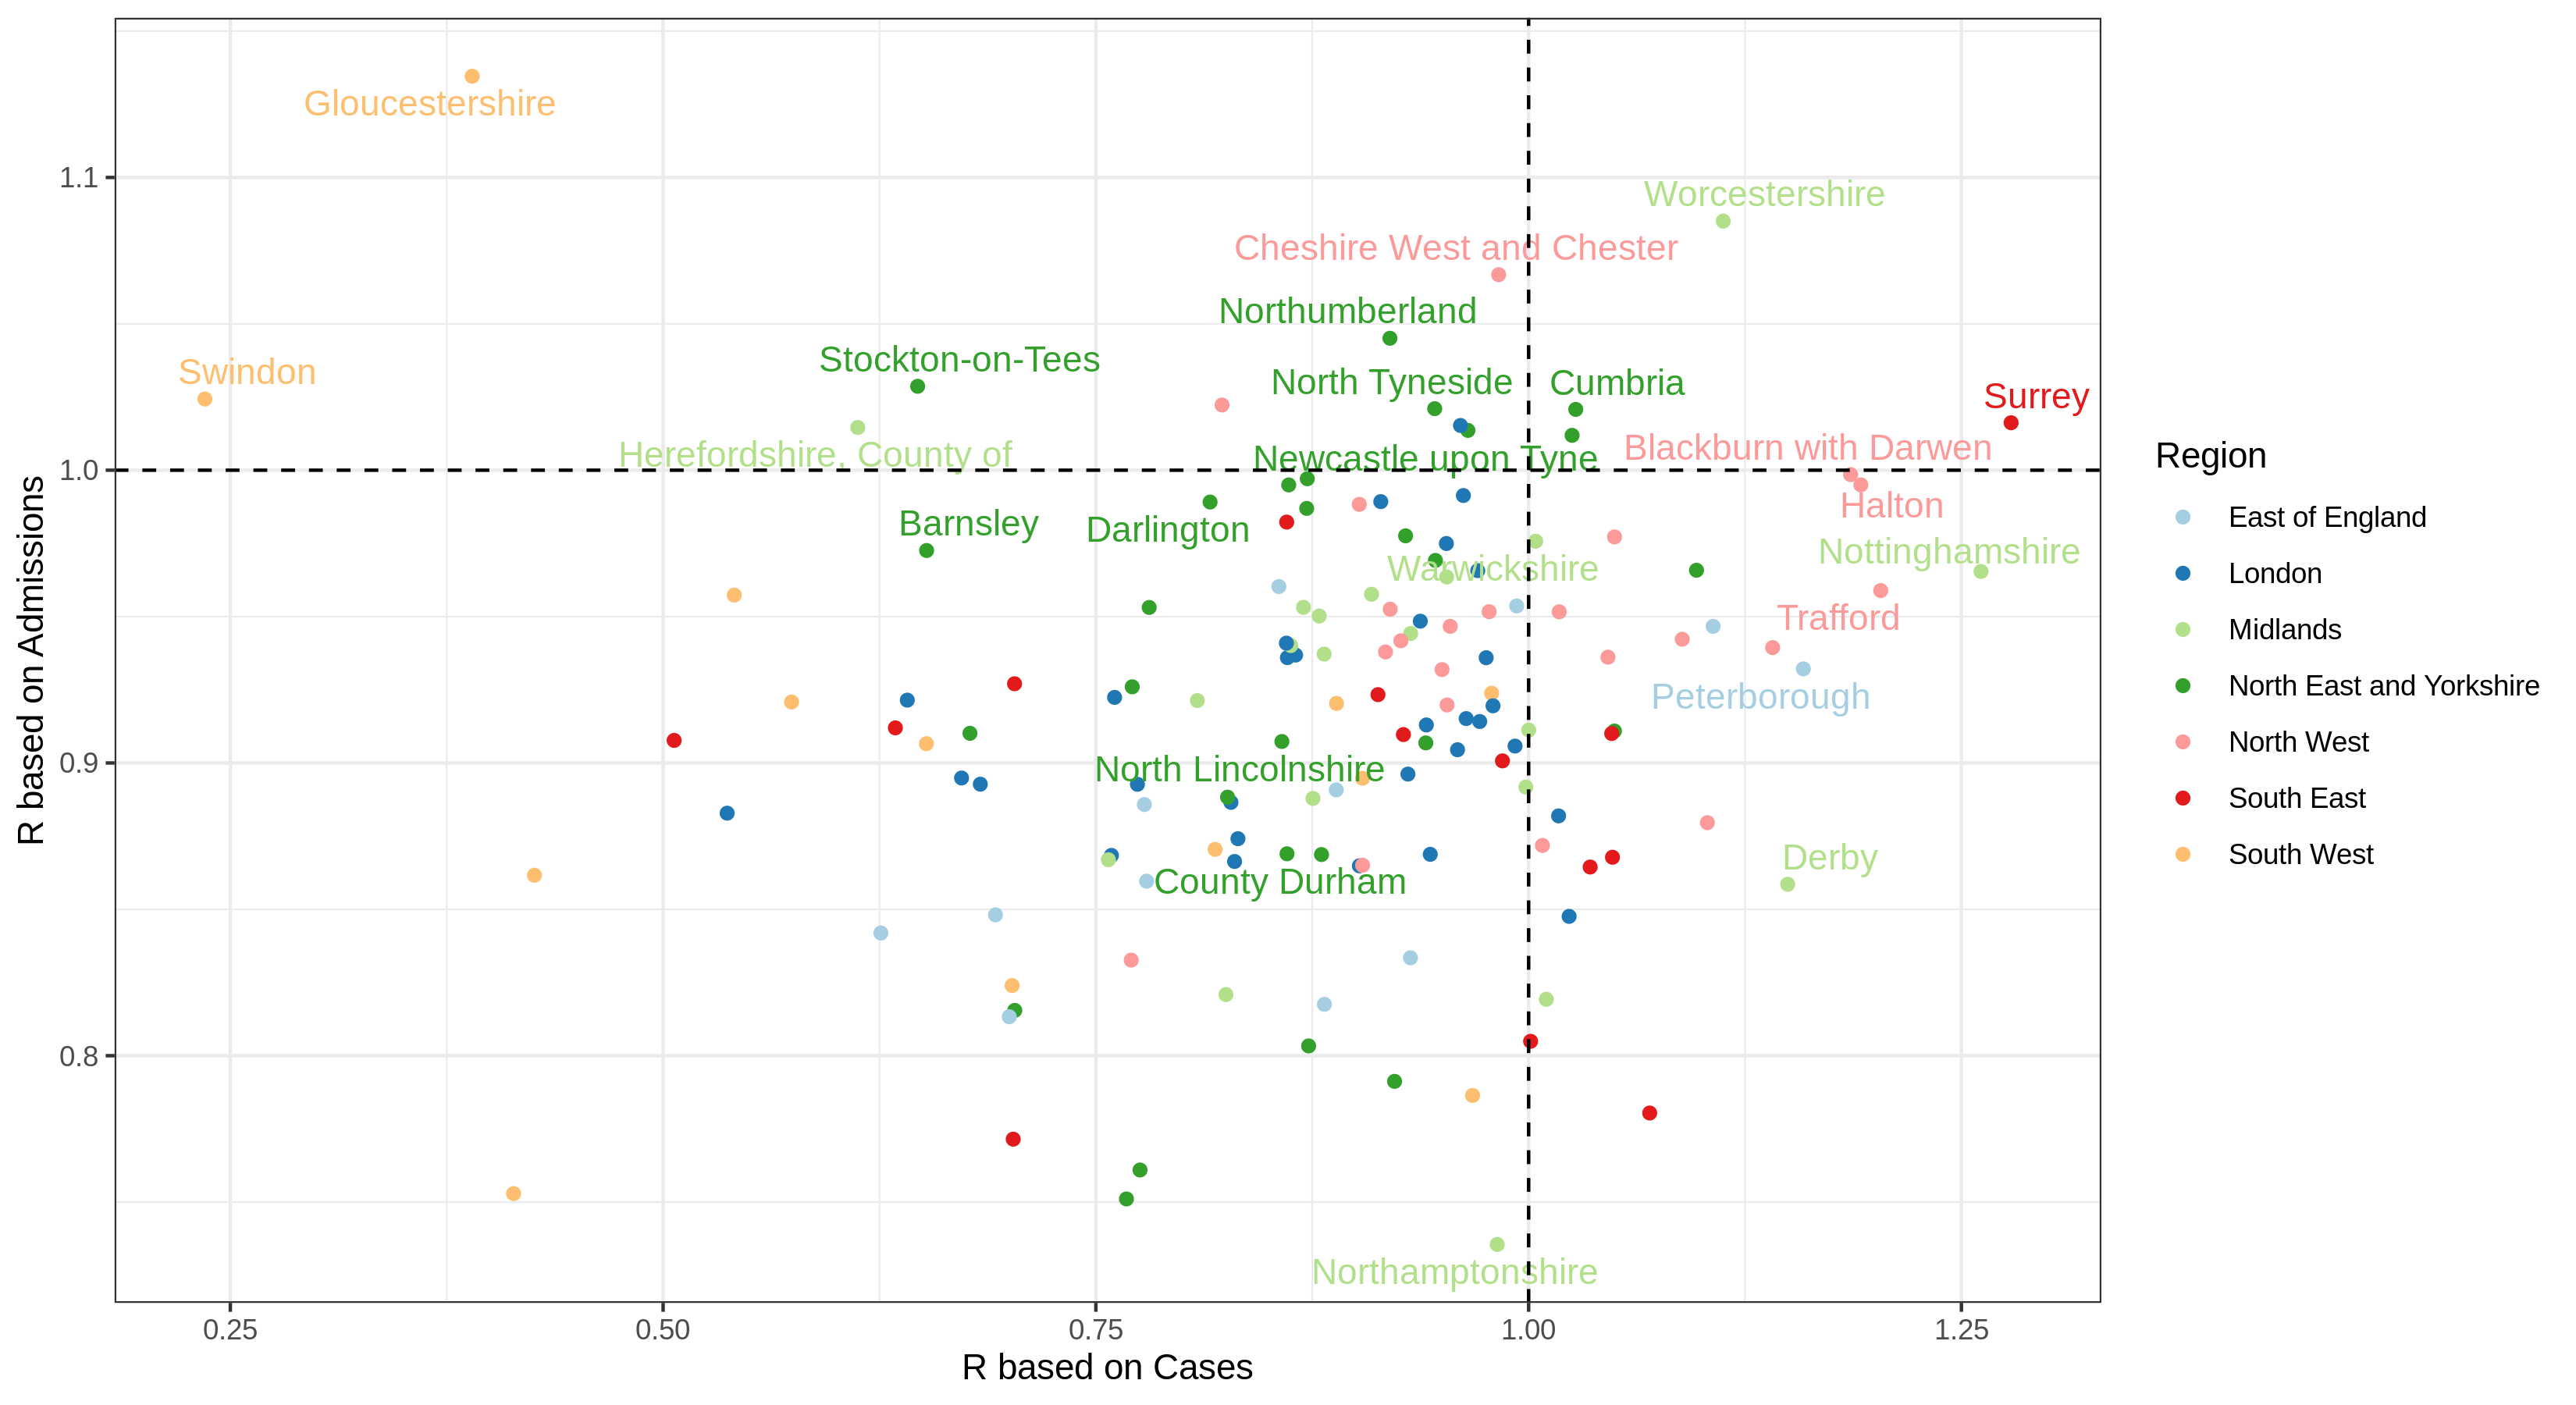 Gloucestershire
1.1
Worcestershire
Cheshire West and Chester
Northumberland
Stockton-on-Tees
Swindon
North Tyneside
Cumbria
Surrey
Herefordshire, County of
Newcastle upon Tyne
Blackburn with Darwen
1.0
Halton
Barnsley
Darlington
Warwickshire
Nottinghamshire
Trafford
Peterborough
0.9
North Lincolnshire
Derby
County Durham
0.8
Northamptonshire
R based on Admissions
0.25
0.50
0.75
1.00
1.25
R based on Cases
Region
East of England
London
Midlands
North East and Yorkshire
North West
South East
South West